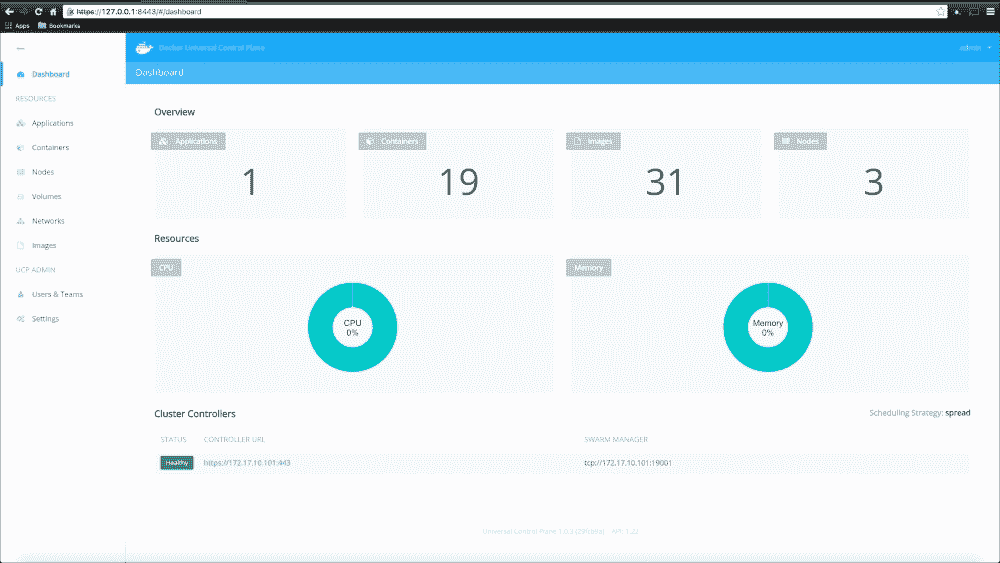 https://127.0.0.1:8443/#/dashboard
Apps Bookmarks
Docker Universal Control Plane
admin
Dashboard
Dashboard
RESOURCES
Applications
Containers
Nodes
Volumes
Networks
Images
UCP ADMIN
Users & Teams
Settings
Overview
Applications
1
Containers
19
Images
31
Nodes
3
Resources
CPU
CPU
0%
Memory
Memory
0%
Cluster Controllers
Scheduling Strategy: spread
STATUS CONTROLLER URL SWARM MANAGER
Healthy https://172.17.10.101:443 tcp://172.17.10.101:19001
Universal Control Plane
API: 1.22